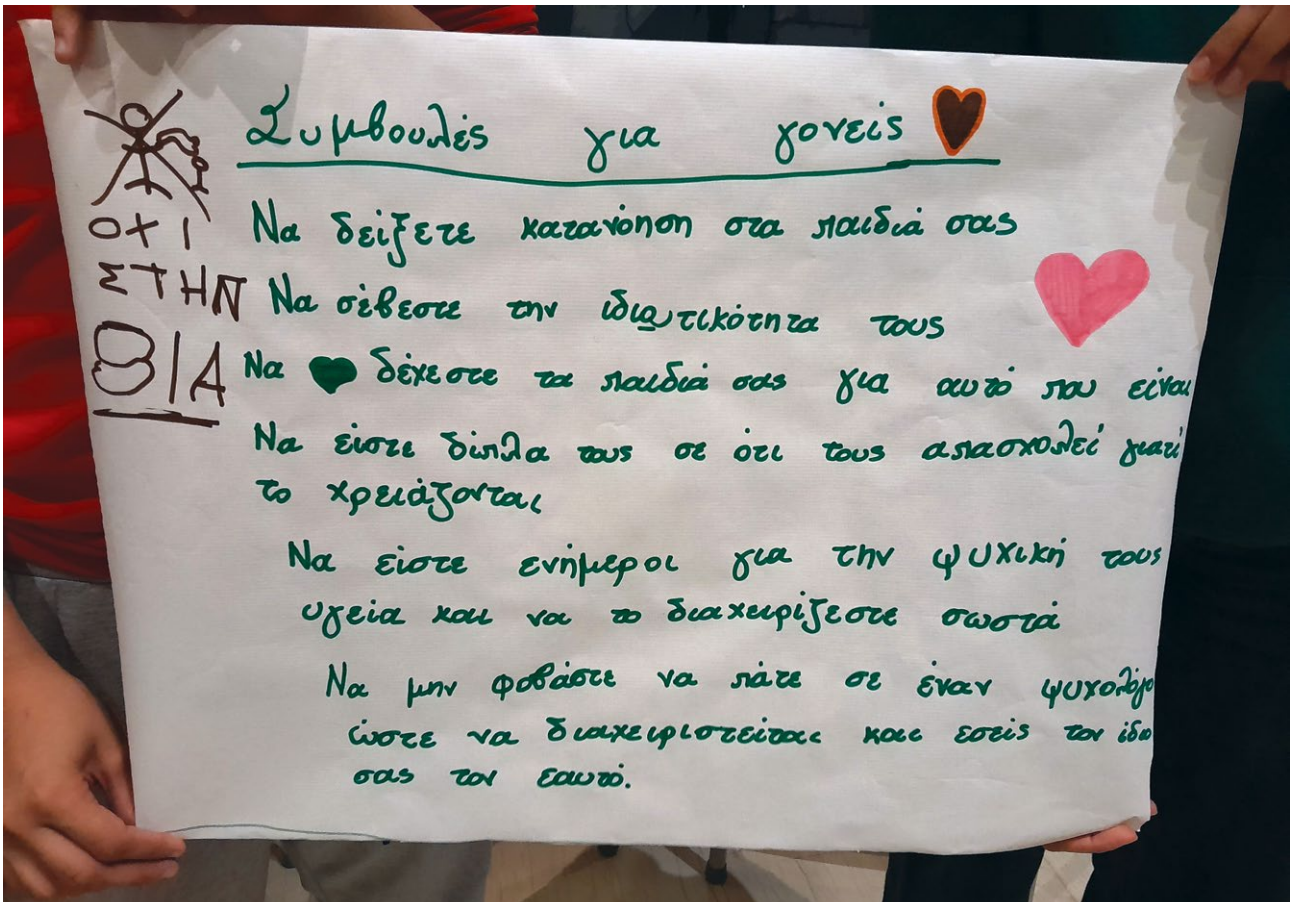 Συμβουλές για γονείς
Να δείξετε κατανόηση στα παιδιά σας
Να σέβεστε την ιδιωτικότητα τους
Να δέχεστε τα παιδιά σας για αυτό που είναι
Να είστε δίπλα τους σε ότι τους απασχολεί γιατί
το χρειάζονται
Να είστε ενήμεροι για την ψυχική τους
υγεία και να το διαχειρίζεστε σωστά
Να μην φοβάστε να πάτε σε έναν ψυχολόγο
ώστε να διαχειριστείται και εσείς τον ίδιο
σας τον εαυτό.
ΟΧΙ
ΣΤΗΝ
ΒΙΑ